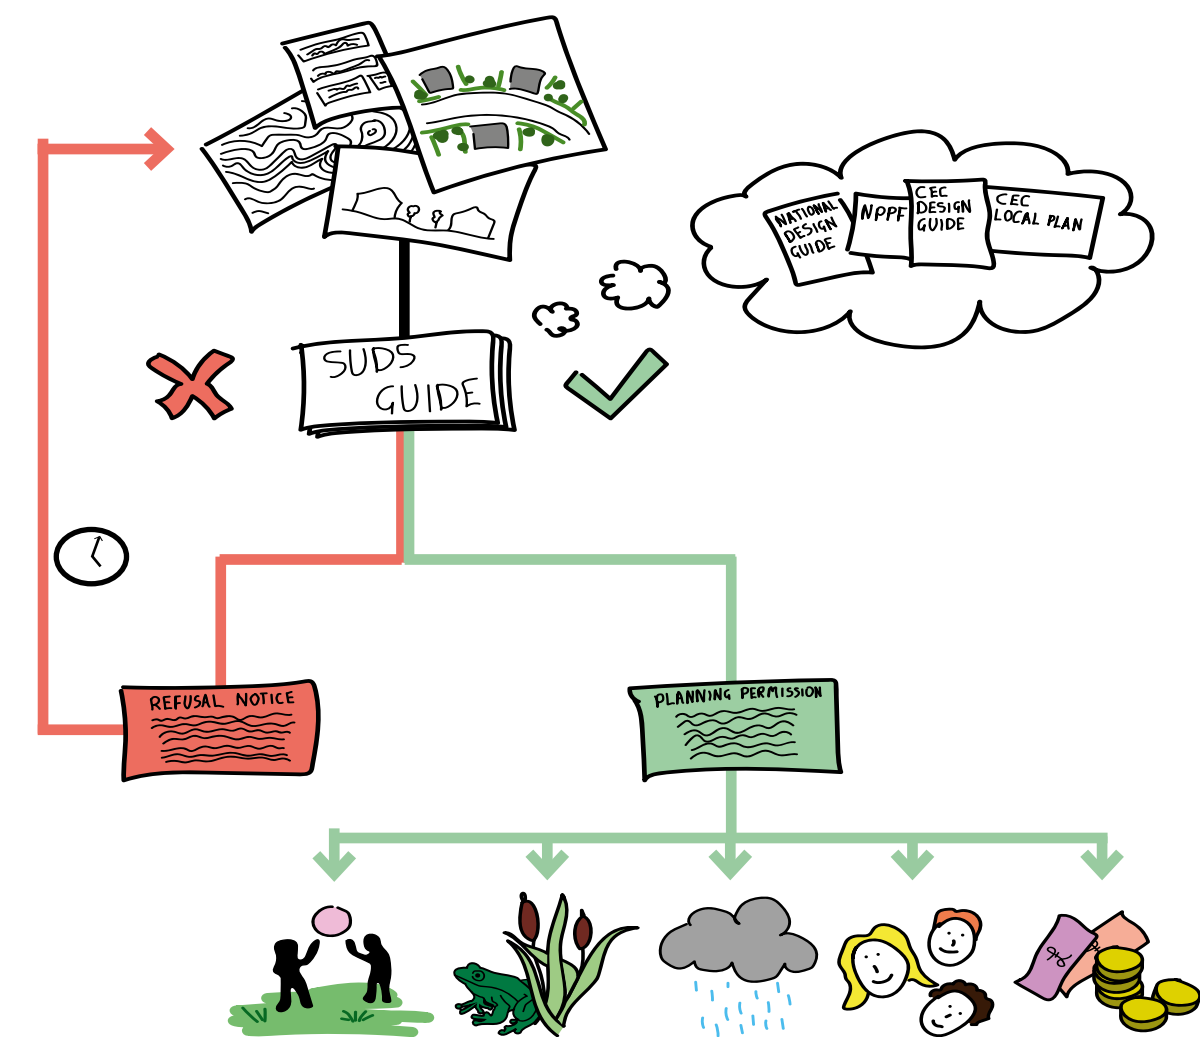 NATIONAL
DESIGN
GUIDE
NPPF
CEC
DESIGN
GUIDE
CEC
LOCAL PLAN
SUDS
GUIDE
REFUSAL NOTICE
PLANNING PERMISSION